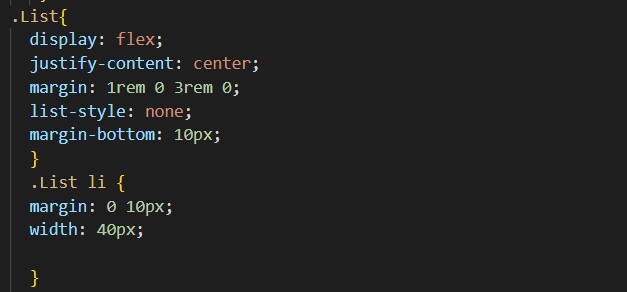 .List{
display: flex;
justify-content: center;
margin: 1rem 0 3rem 0;
list-style: none;
margin-bottom: 10px;
}
.List li {
margin: 0 10px;
width: 40px;
}